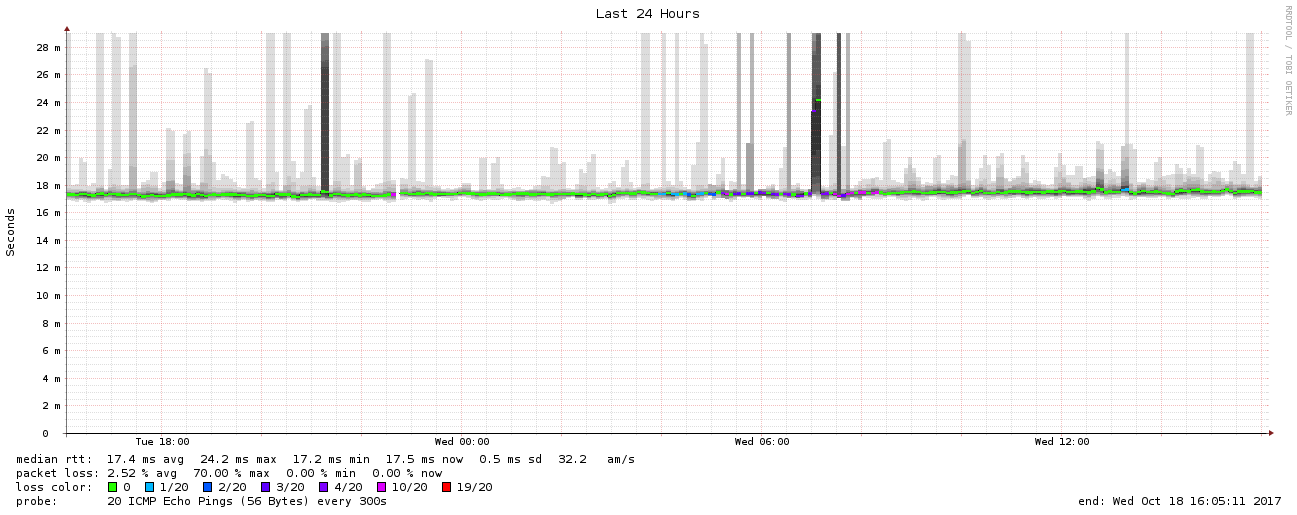 Last 24 Hours
RRDTOOL / TOBI OETIKER
28 m
26 m
24 m
22 m
20 m
18 m
16 m
14 m
12 m
10 m
8 m
6 m
4 m
2 m
0
Seconds
Tue 18:00 Wed 00:00 Wed 06:00 Wed 12:00
median rtt: 17.4 ms avg 24.2 ms max 17.2 ms min 17.5 ms now 0.5 ms sd 32.2 am/s
packet loss: 2.52 % avg 70.00 % max 0.00 % min 0.00 % now
loss color: 0 1/20 2/20 3/20 4/20 10/20 19/20
probe: 20 ICMP Echo Pings (56 Bytes) every 300s end: Wed Oct 18 16:05:11 2017